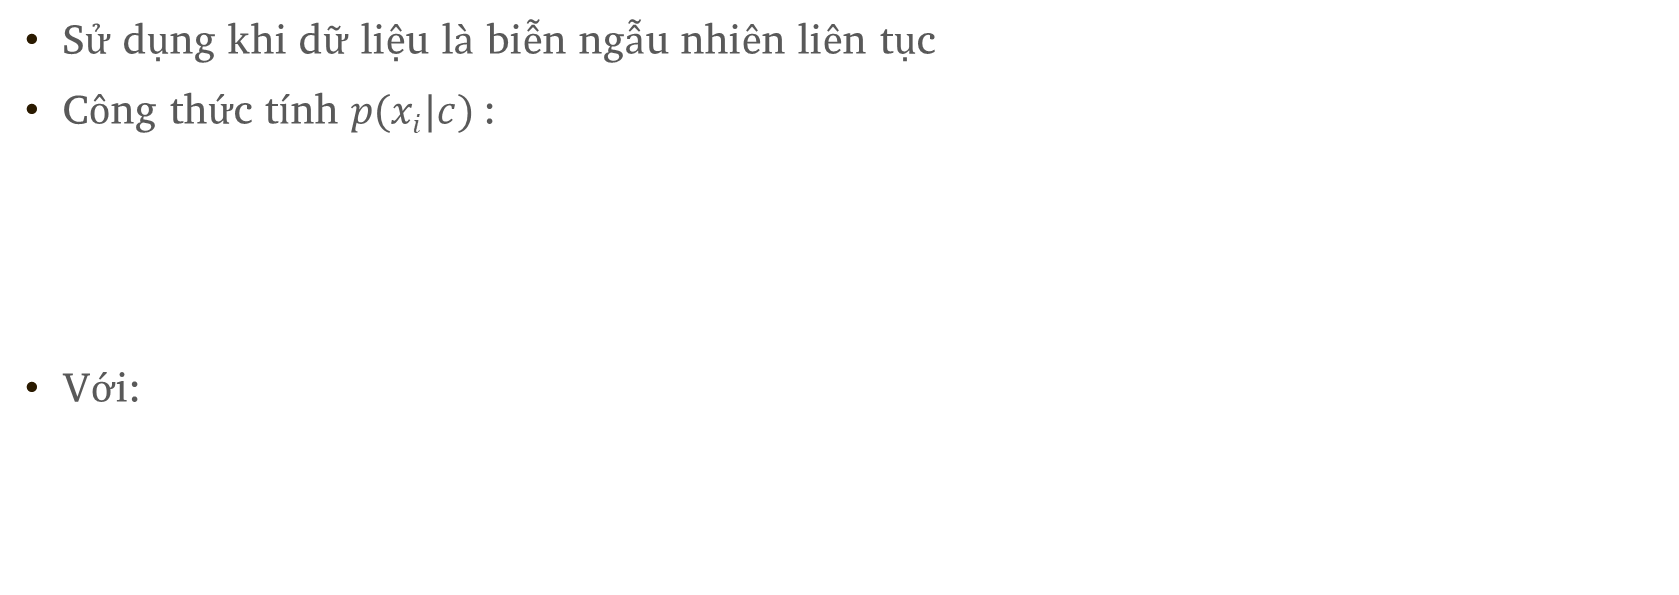 • Sử dụng khi dữ liệu là biễn ngẫu nhiên liên tục
• Công thức tính p(xᵢ|c) :
• Với: